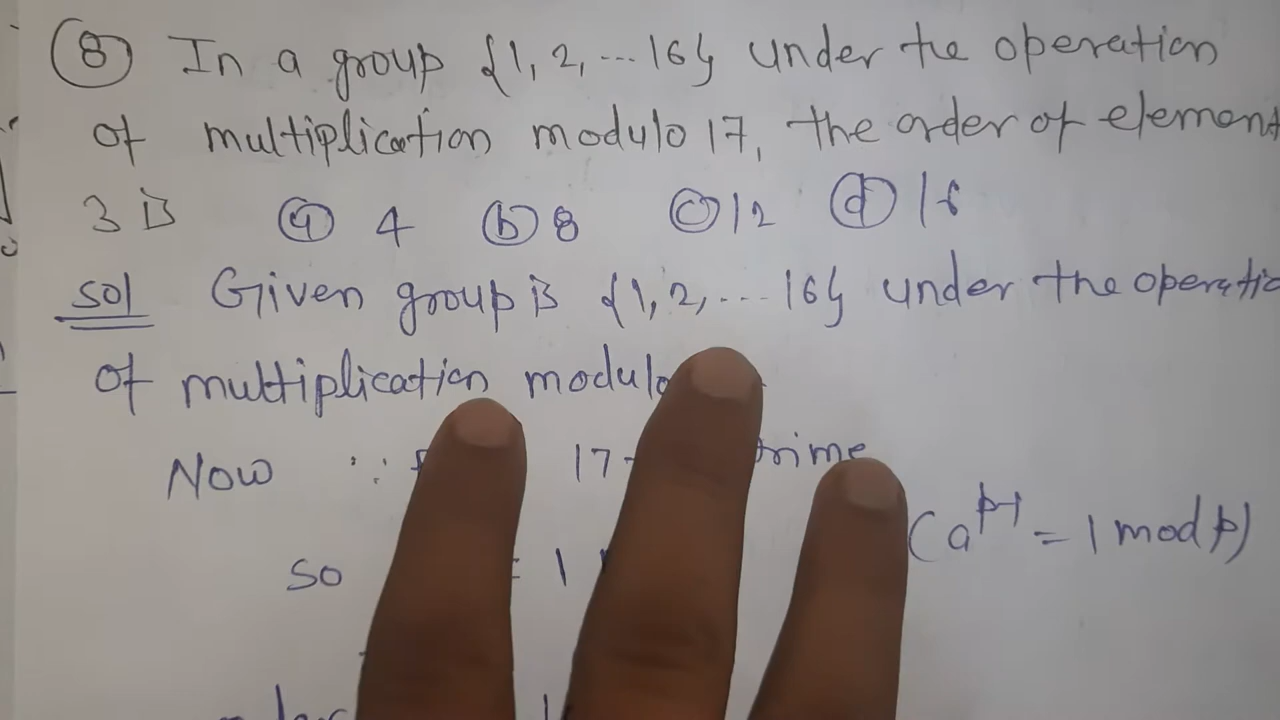 ⑧ In a group {1, 2, ... 16} under the operation
of multiplication modulo 17, the order of element
3 is ⓐ 4 ⓑ 8 ⓒ 12 ⓓ 16
Sol Given group is {1, 2, ... 16} under the operatio
of multiplication modulo
Now ∵ 17 prime
so = 1 (a^{p-1} = 1 mod p)